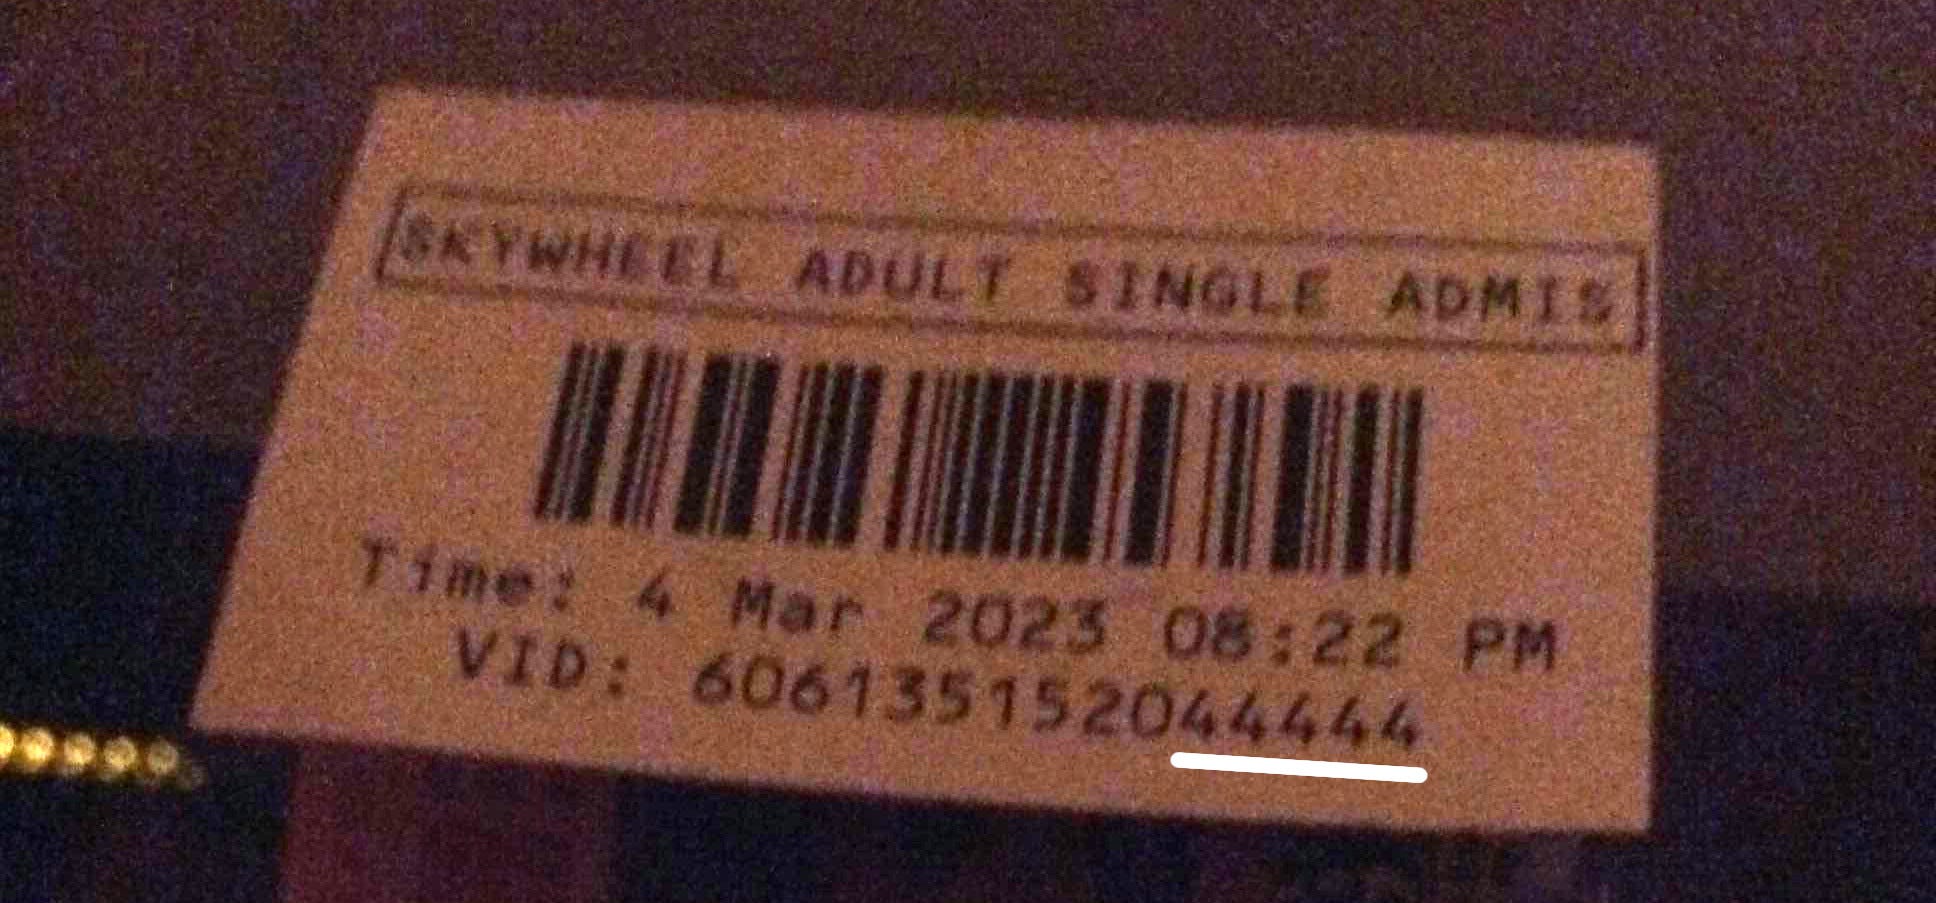 SKYWHEEL ADULT SINGLE ADMIS
Time: 4 Mar 2023 08:22 PM
VID: 606135152044444